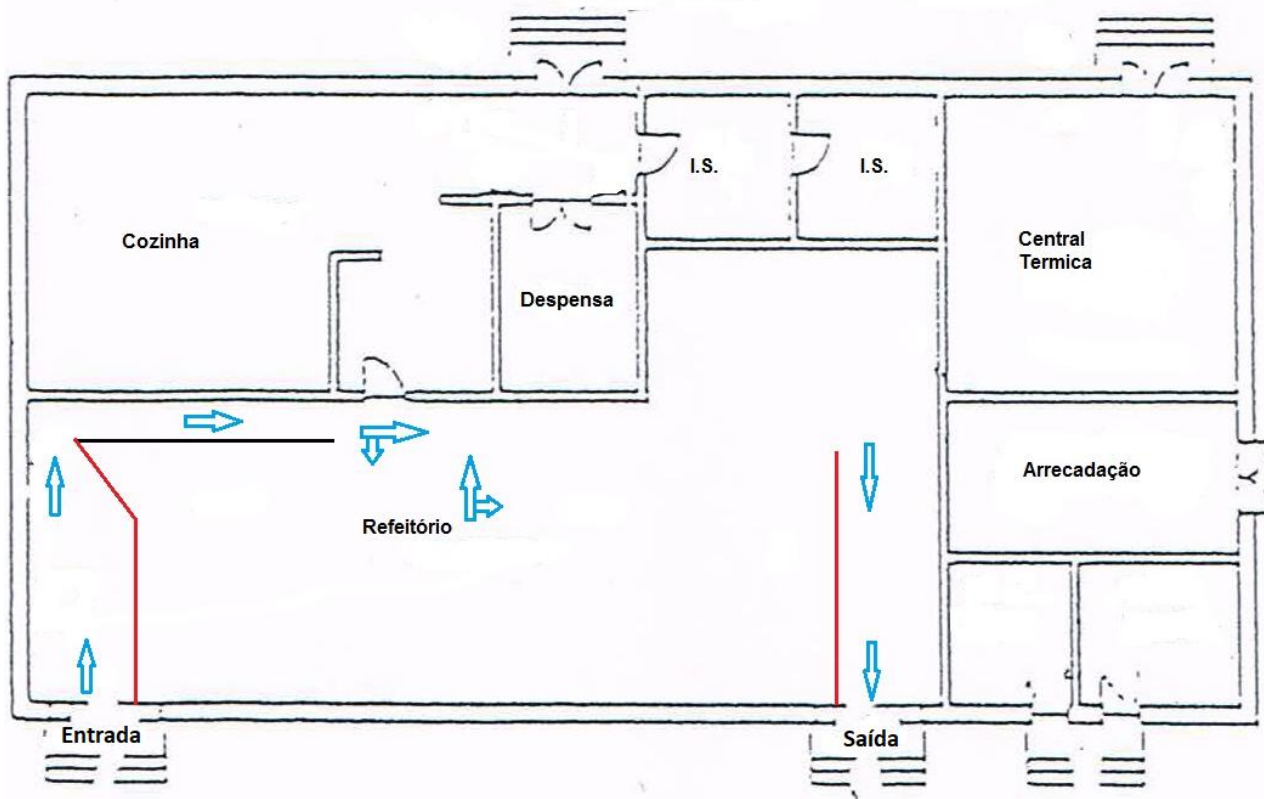 I.S.
I.S.
Cozinha
Central
Termica
Despensa
Arrecadação
Refeitório
Entrada
Saída